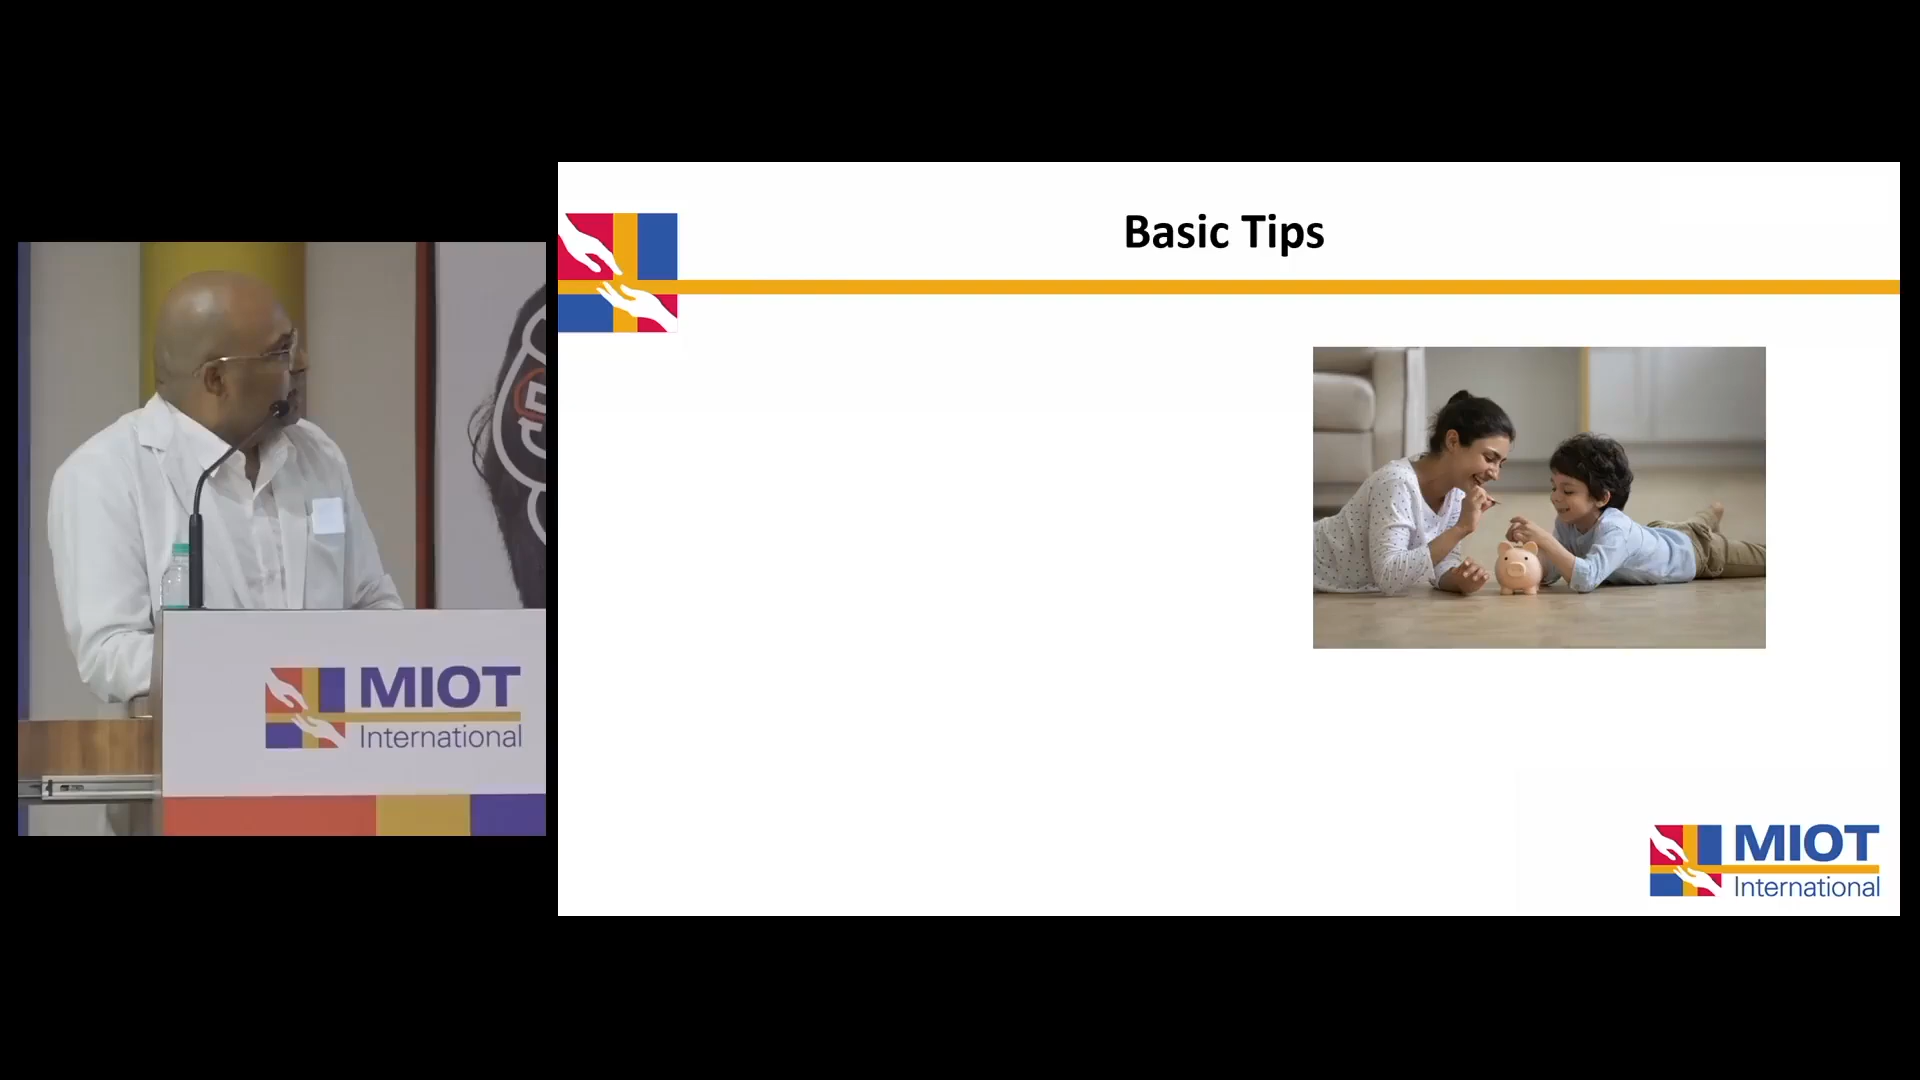 Basic Tips
MIOT
International
MIOT
International